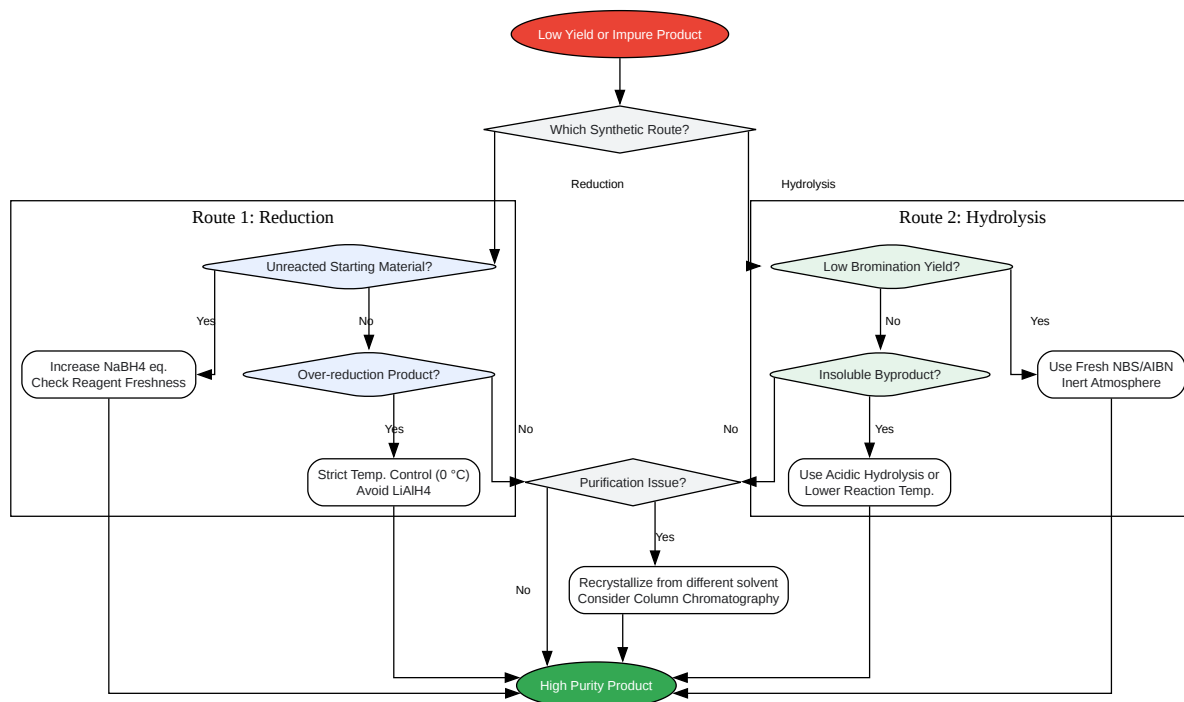 Low Yield or Impure Product
Which Synthetic Route?
Reduction
Hydrolysis
Route 1: Reduction
Route 2: Hydrolysis
Unreacted Starting Material?
Low Bromination Yield?
Yes
No
No
Yes
Increase NaBH4 eq.
Check Reagent Freshness
Over-reduction Product?
Insoluble Byproduct?
Use Fresh NBS/AIBN
Inert Atmosphere
Yes
No
No
Yes
Strict Temp. Control (0 °C)
Avoid LiAlH4
Purification Issue?
Use Acidic Hydrolysis or
Lower Reaction Temp.
Yes
No
Recrystallize from different solvent
Consider Column Chromatography
High Purity Product